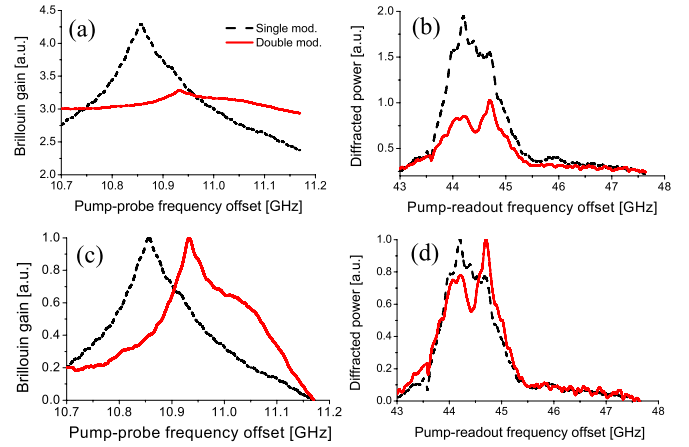 (a)
Single mod.
Double mod.
4.5
4.0
3.5
3.0
2.5
2.0
Brillouin gain [a.u.]
10.7 10.8 10.9 11.0 11.1 11.2
Pump-probe frequency offset [GHz]
(b)
2.0
1.5
1.0
0.5
Diffracted power [a.u.]
43 44 45 46 47 48
Pump-readout frequency offset [GHz]
(c)
1.0
0.8
0.6
0.4
0.2
0.0
Brillouin gain [a.u.]
10.7 10.8 10.9 11.0 11.1 11.2
Pump-probe frequency offset [GHz]
(d)
1.0
0.8
0.6
0.4
0.2
0.0
Diffracted power [a.u.]
43 44 45 46 47 48
Pump-readout frequency offset [GHz]